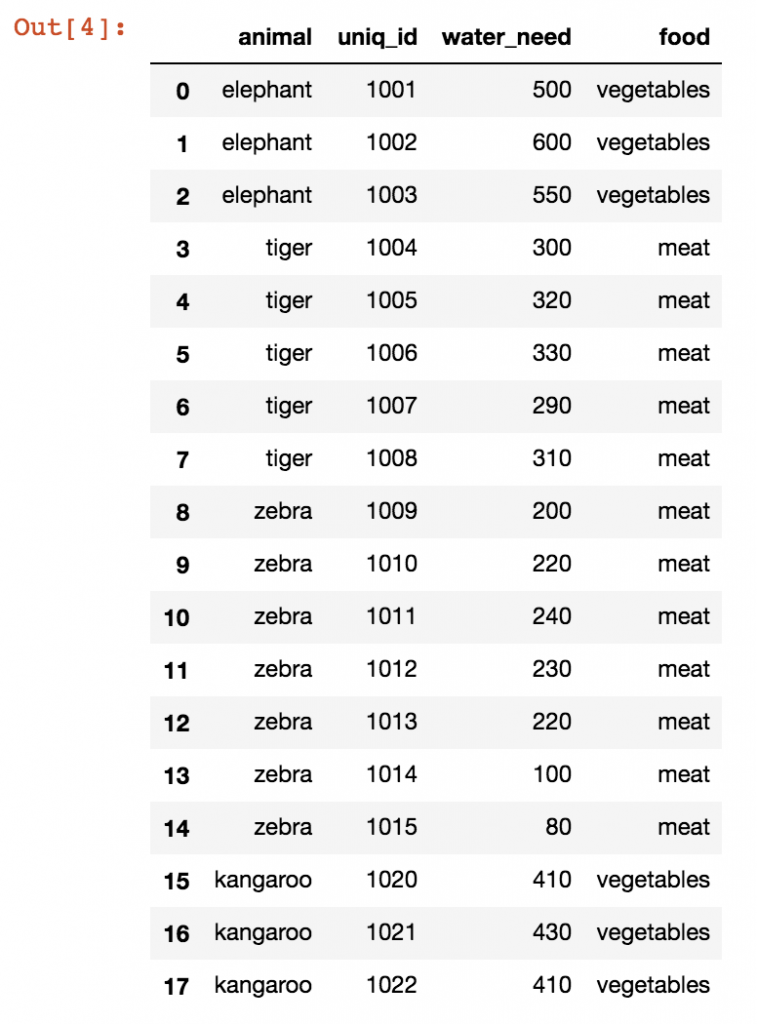 Out[4]:
animal uniq_id water_need food
0 elephant 1001 500 vegetables
1 elephant 1002 600 vegetables
2 elephant 1003 550 vegetables
3 tiger 1004 300 meat
4 tiger 1005 320 meat
5 tiger 1006 330 meat
6 tiger 1007 290 meat
7 tiger 1008 310 meat
8 zebra 1009 200 meat
9 zebra 1010 220 meat
10 zebra 1011 240 meat
11 zebra 1012 230 meat
12 zebra 1013 220 meat
13 zebra 1014 100 meat
14 zebra 1015 80 meat
15 kangaroo 1020 410 vegetables
16 kangaroo 1021 430 vegetables
17 kangaroo 1022 410 vegetables